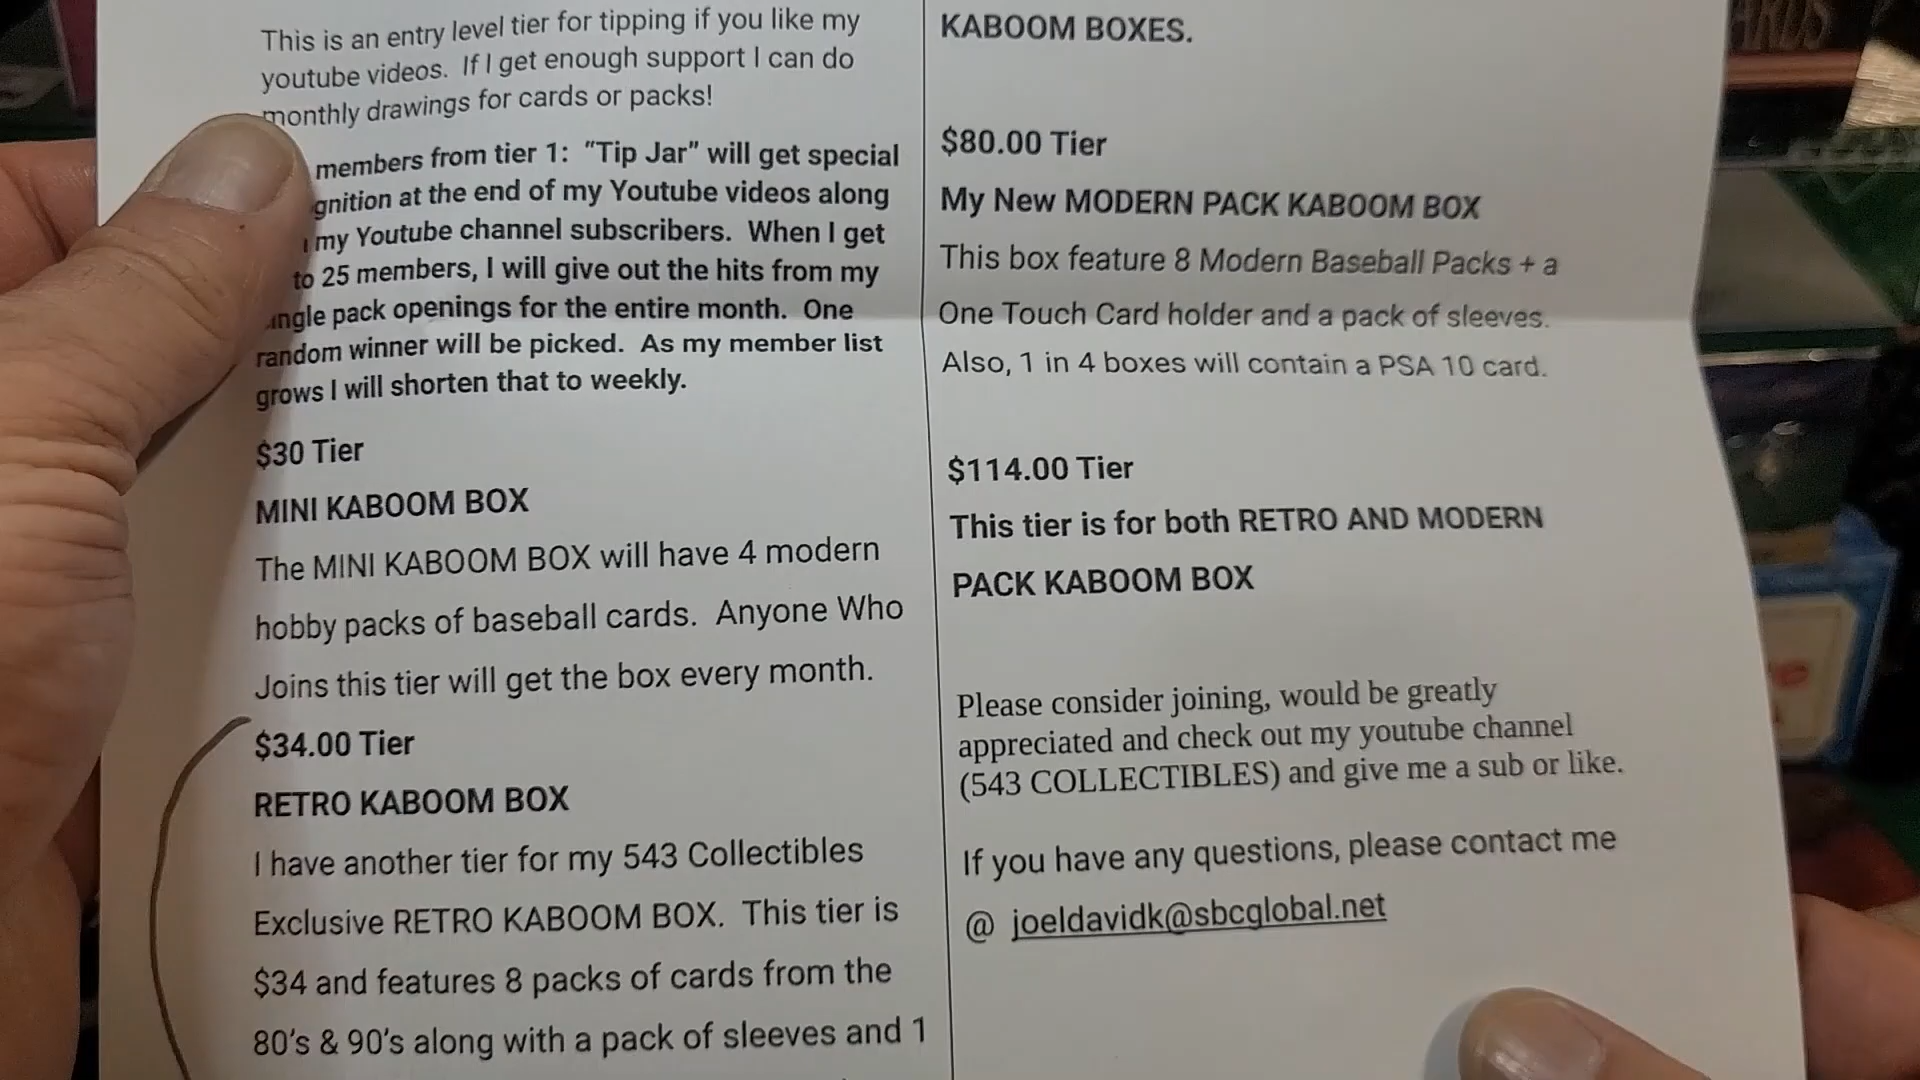 This is an entry level tier for tipping if you like my
youtube videos. If I get enough support I can do
monthly drawings for cards or packs!
members from tier 1: "Tip Jar" will get special
gnition at the end of my Youtube videos along
my Youtube channel subscribers. When I get
to 25 members, I will give out the hits from my
ngle pack openings for the entire month. One
random winner will be picked. As my member list
grows I will shorten that to weekly.
$30 Tier
MINI KABOOM BOX
The MINI KABOOM BOX will have 4 modern
hobby packs of baseball cards. Anyone Who
Joins this tier will get the box every month.
$34.00 Tier
RETRO KABOOM BOX
I have another tier for my 543 Collectibles
Exclusive RETRO KABOOM BOX. This tier is
$34 and features 8 packs of cards from the
80's & 90's along with a pack of sleeves and 1
KABOOM BOXES.
$80.00 Tier
My New MODERN PACK KABOOM BOX
This box feature 8 Modern Baseball Packs + a
One Touch Card holder and a pack of sleeves.
Also, 1 in 4 boxes will contain a PSA 10 card.
$114.00 Tier
This tier is for both RETRO AND MODERN
PACK KABOOM BOX
Please consider joining, would be greatly
appreciated and check out my youtube channel
(543 COLLECTIBLES) and give me a sub or like.
If you have any questions, please contact me
@ joeldavidk@sbcglobal.net